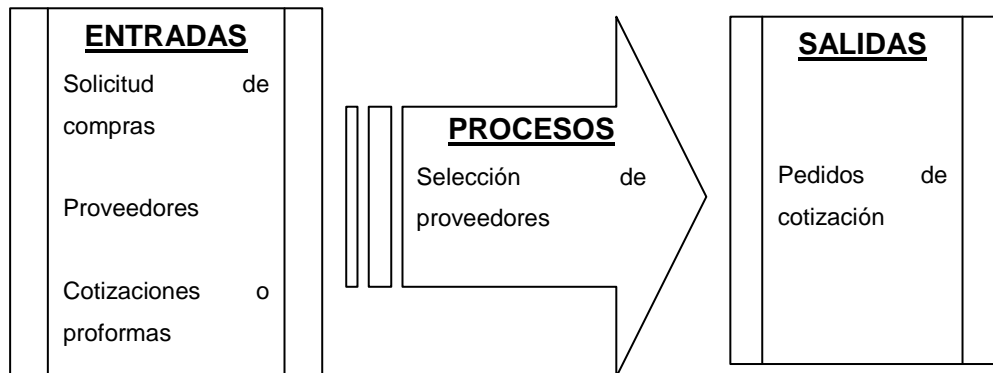 ENTRADAS
Solicitud de
compras
Proveedores
Cotizaciones o
proformas
PROCESOS
Selección de
proveedores
SALIDAS
Pedidos de
cotización